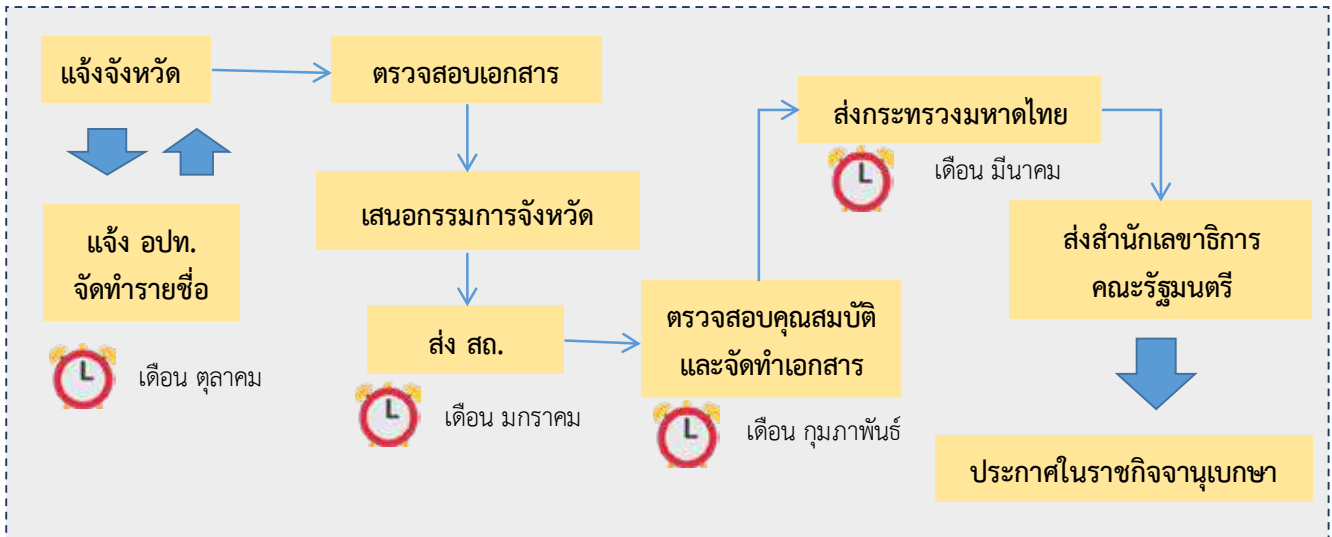 แจ้งจังหวัด
ตรวจสอบเอกสาร
แจ้ง อปท.
จัดทำรายชื่อ
เดือน ตุลาคม
เสนอกรรมการจังหวัด
ส่ง สถ.
เดือน มกราคม
ตรวจสอบคุณสมบัติ
และจัดทำเอกสาร
เดือน กุมภาพันธ์
ส่งกระทรวงมหาดไทย
เดือน มีนาคม
ส่งสำนักเลขาธิการ
คณะรัฐมนตรี
ประกาศในราชกิจจานุเบกษา